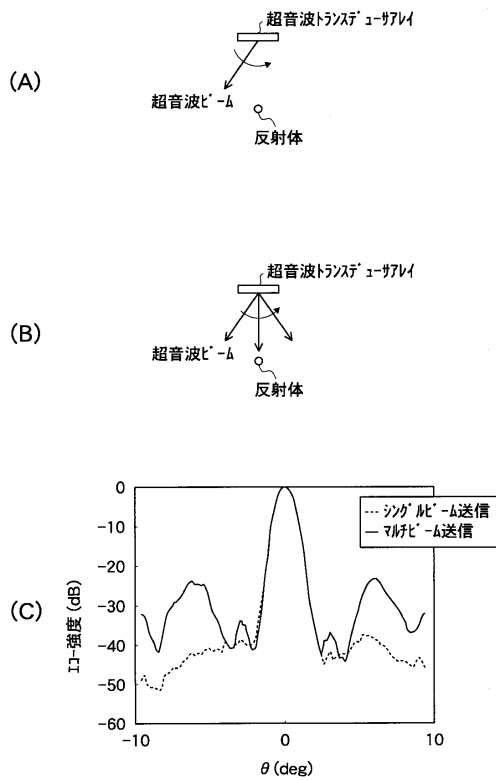 (A)
超音波トランスデューサアレイ
超音波ビーム
反射体
(B)
超音波トランスデューサアレイ
超音波ビーム
反射体
(C)
エコー強度(dB)
0
-10
-20
-30
-40
-50
-60
シングルビーム送信
マルチビーム送信
-10
0
10
θ(deg)